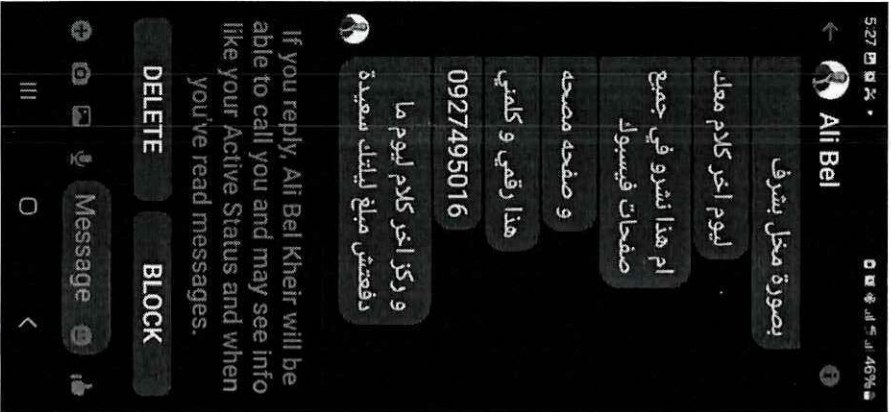 5:27
46%
Ali Bel
بصورة مخل بشرف
ليوم اخر كلام معك
ام هذا نشرو في جميع
صفحات فيسبوك
و صفحه مصحه
هذا رقمي و كلمني
0927495016
و ركز اخر كلام ليوم ما
دفعتش مبلغ ليلتك سعيدة
If you reply, Ali Bel Kheir will be
able to call you and may see info
like your Active Status and when
you've read messages.
DELETE
BLOCK
Message